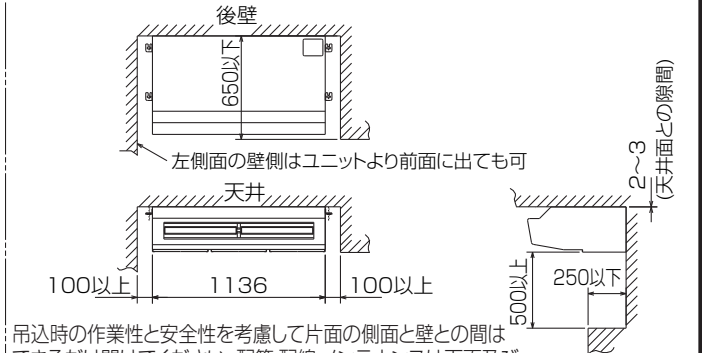 後壁
650以下
左側面の壁側はユニットより前面に出ても可
天井
2～3
(天井面との隙間)
100以上
1136
100以上
500以上
250以下
吊込時の作業性と安全性を考慮して片面の側面と壁との間は